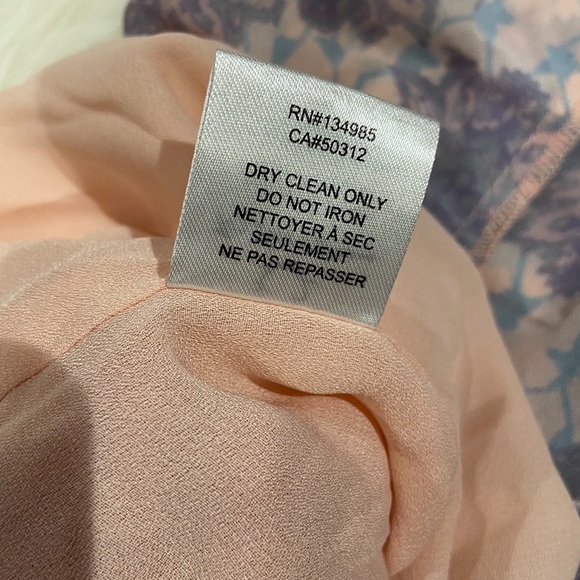 RN#134985
CA#50312
DRY CLEAN ONLY
DO NOT IRON
NETTOYER À SEC
SEULEMENT
NE PAS REPASSER